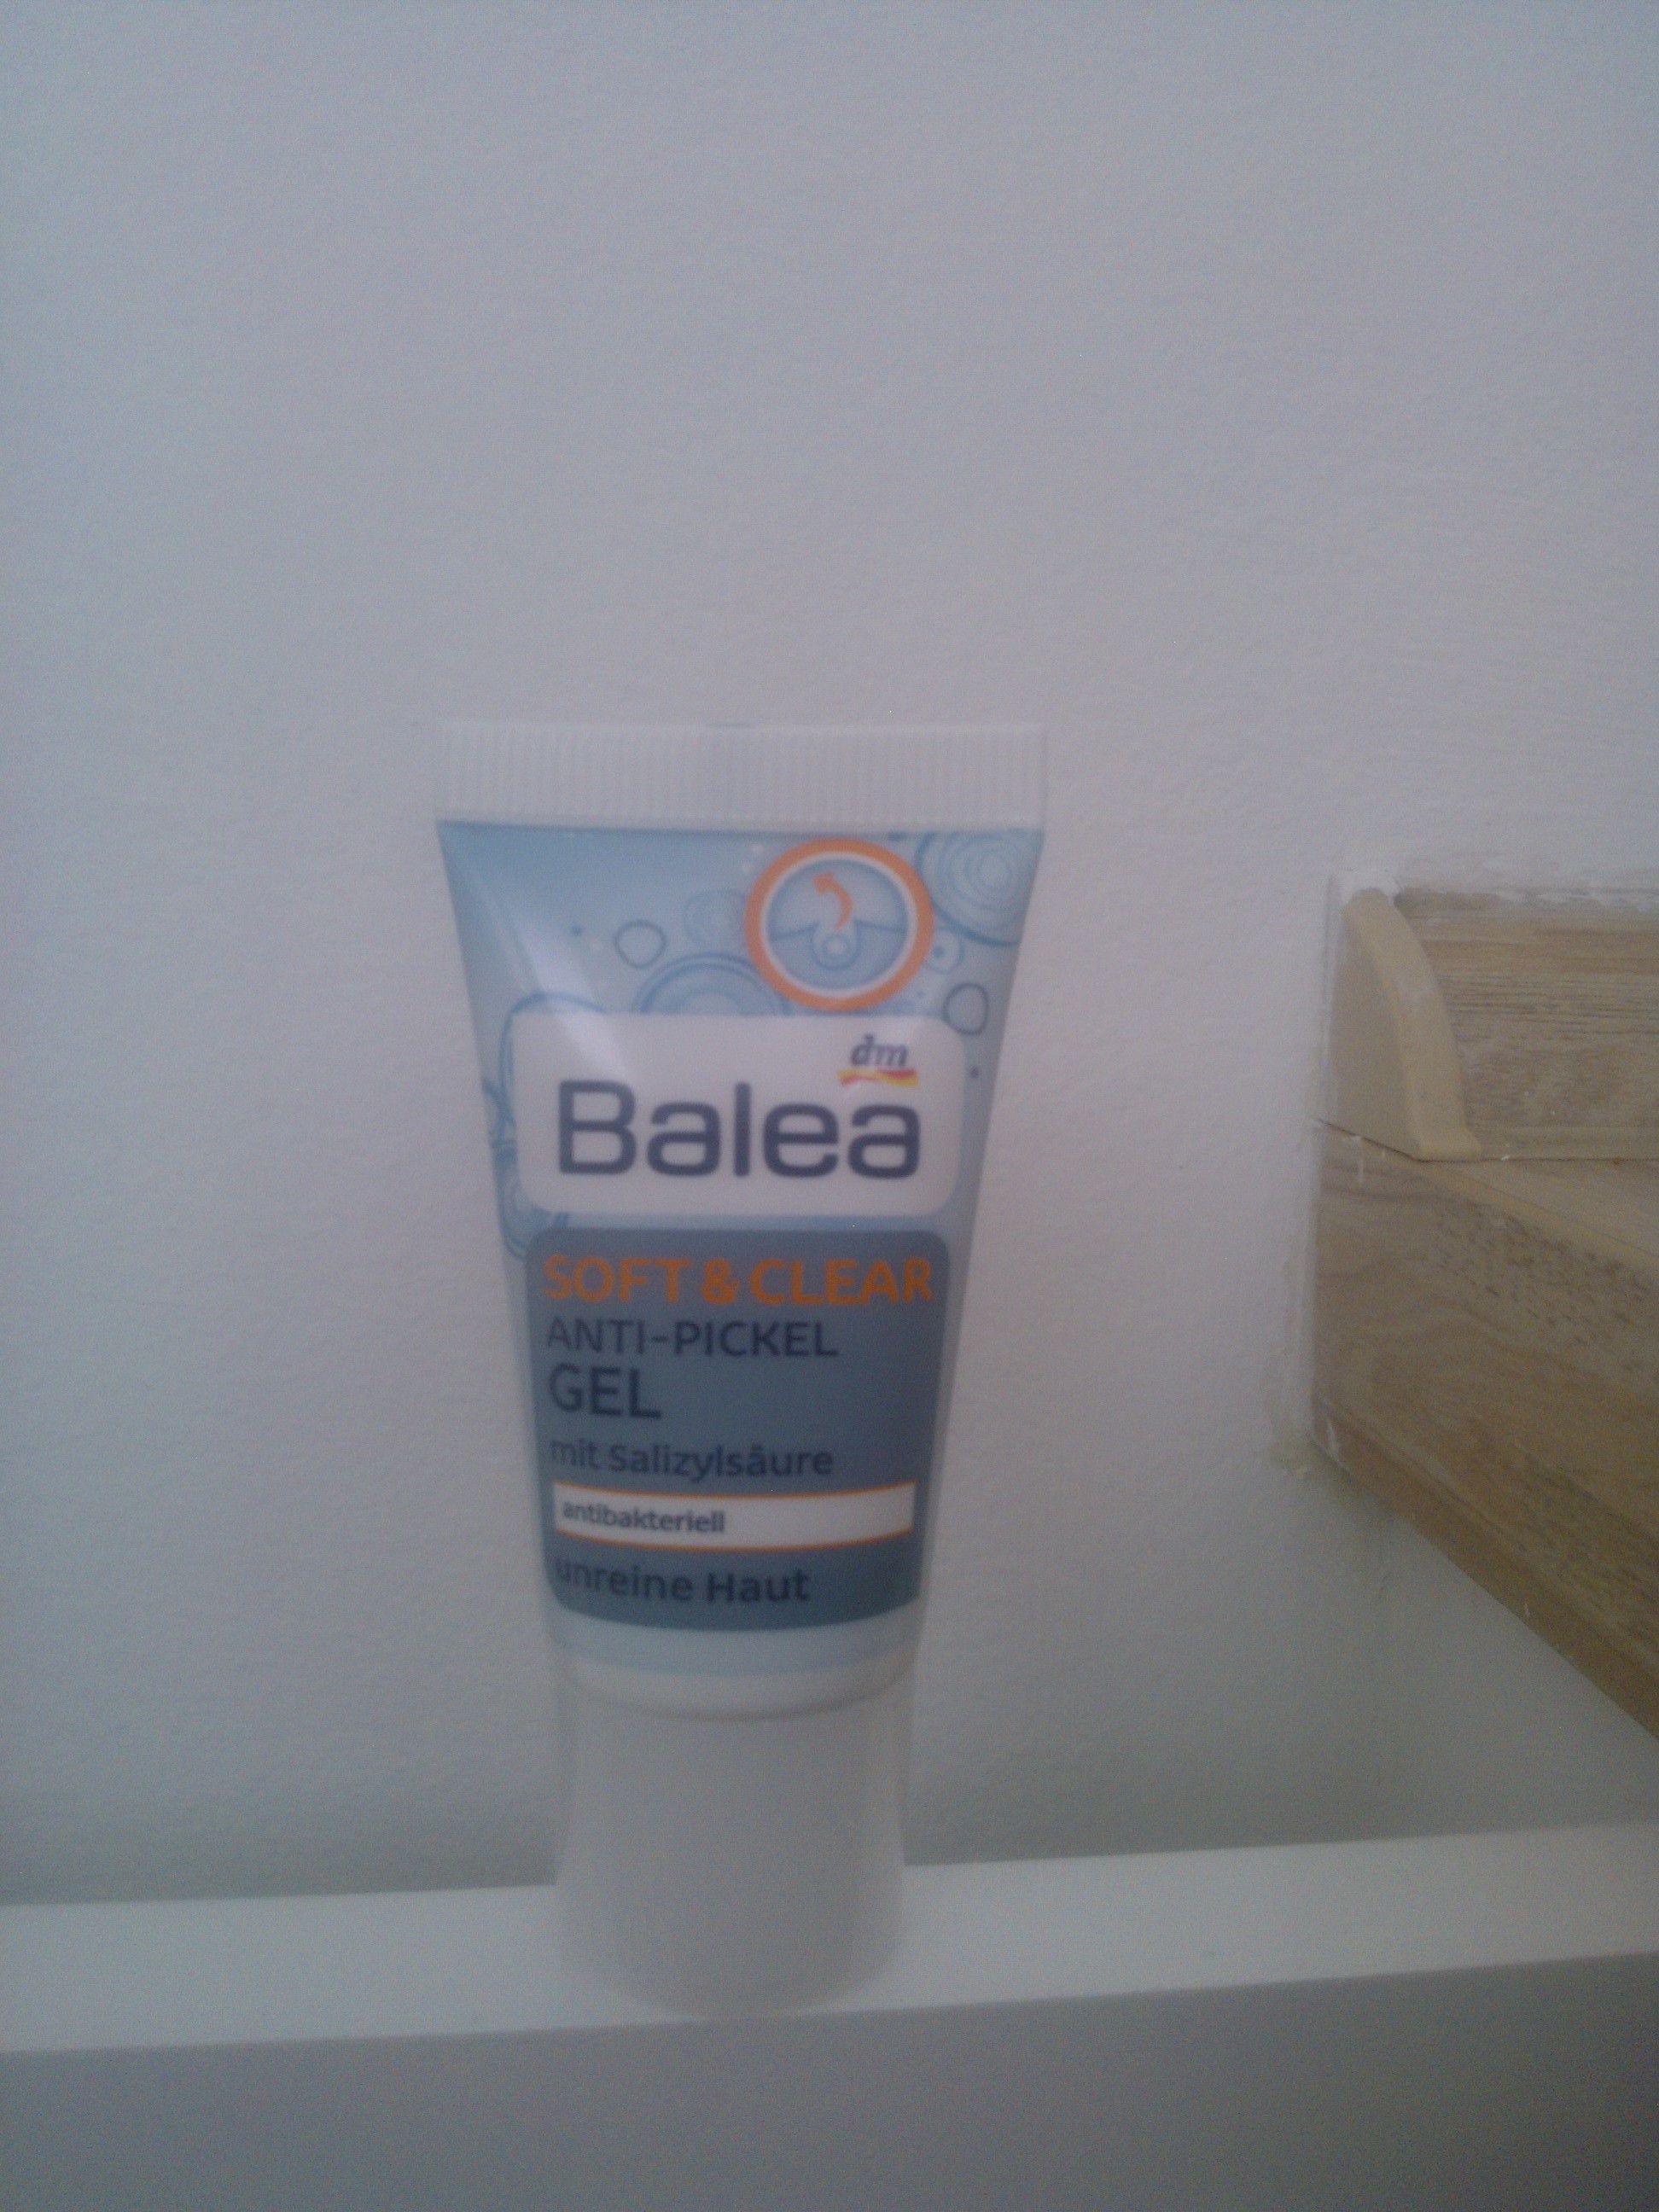 dm
Balea
SOFT & CLEAR
ANTI-PICKEL
GEL
mit Salizylsäure
antibakteriell
unreine Haut